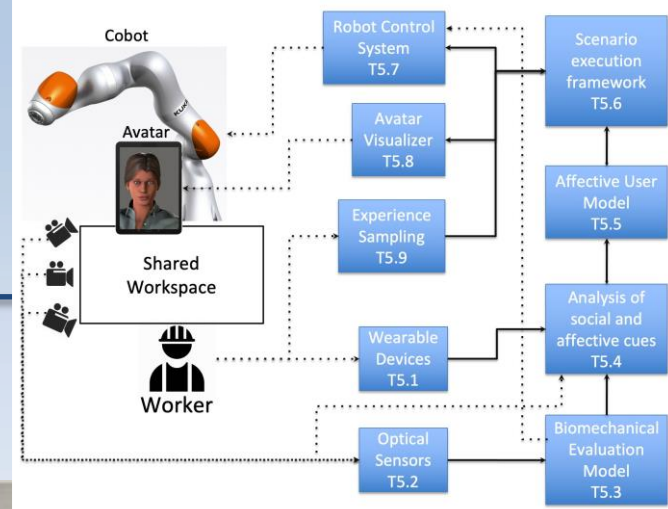 Cobot
KUKA
Avatar
Shared
Workspace
Worker
Robot Control
System
T5.7
Avatar
Visualizer
T5.8
Experience
Sampling
T5.9
Wearable
Devices
T5.1
Optical
Sensors
T5.2
Scenario
execution
framework
T5.6
Affective User
Model
T5.5
Analysis of
social and
affective cues
T5.4
Biomechanical
Evaluation
Model
T5.3